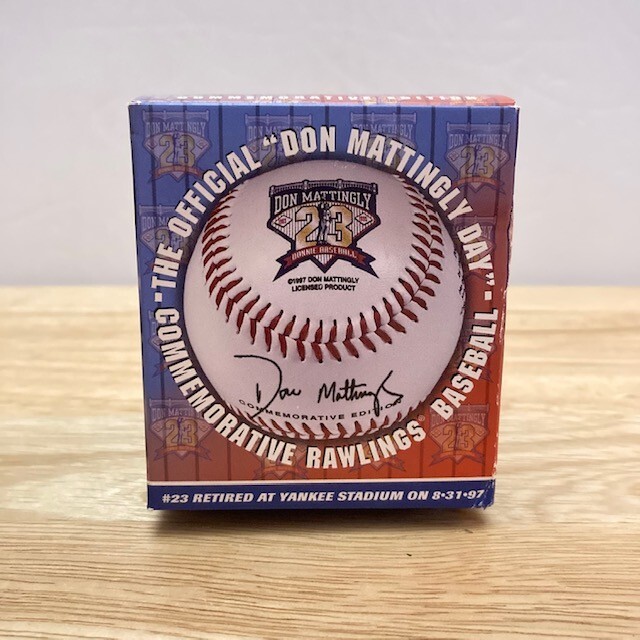 COMMEMORATIVE EDITION
THE OFFICIAL "DON MATTINGLY DAY"
DON MATTINGLY
23
DONNIE BASEBALL
©1997 DON MATTINGLY
LICENSED PRODUCT
Don Mattingly
COMMEMORATIVE EDITION
COMMEMORATIVE RAWLINGS® BASEBALL
#23 RETIRED AT YANKEE STADIUM ON 8•31•97